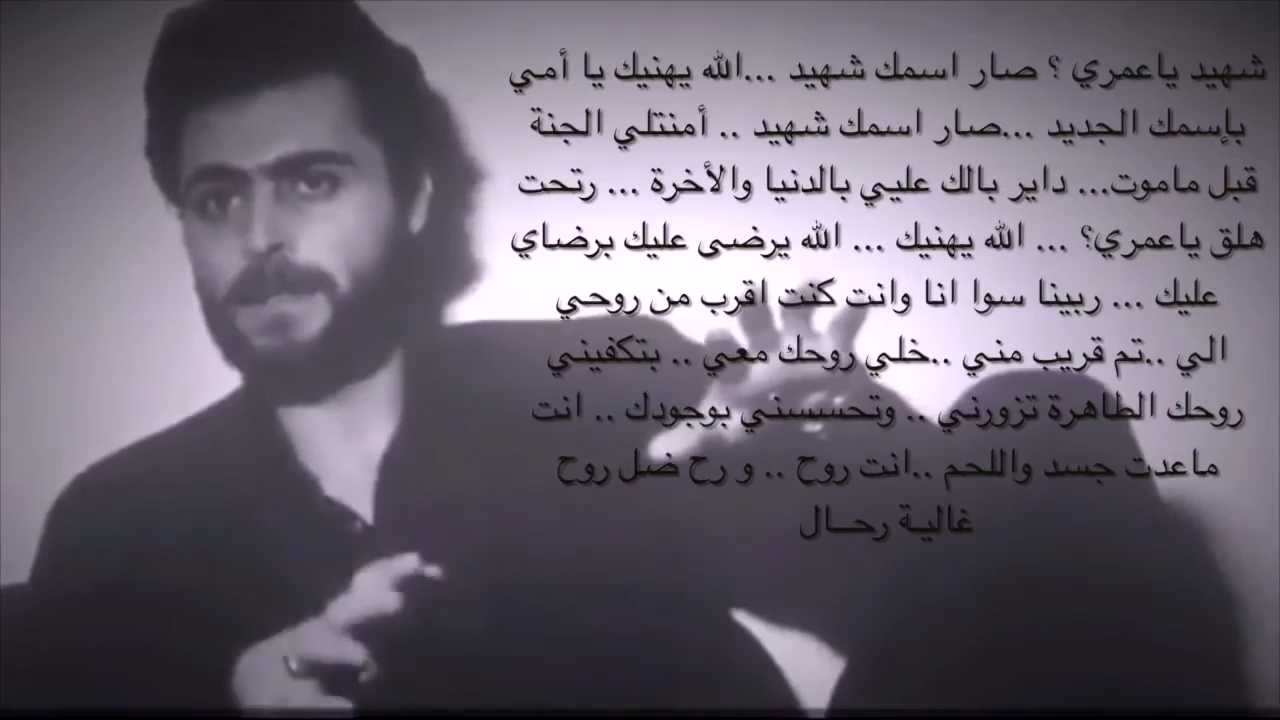 شهيد ياعمري ؟ صار اسمك شهيد ...الله يهنيك يا أمي
بإسمك الجديد ...صار اسمك شهيد .. أمنتلي الجنة
قبل ماموت... داير بالك عليي بالدنيا والأخرة ... رتحت
هلق ياعمري؟ ... الله يهنيك ... الله يرضى عليك برضاي
عليك ... ربينا سوا انا وانت كنت اقرب من روحي
الي ..تم قريب مني ..خلي روحك معي .. بتكفيني
روحك الطاهرة تزورني .. وتحسسني بوجودك .. انت
ماعدت جسد واللحم ..انت روح .. و رح ضل روح
غالية رحــال